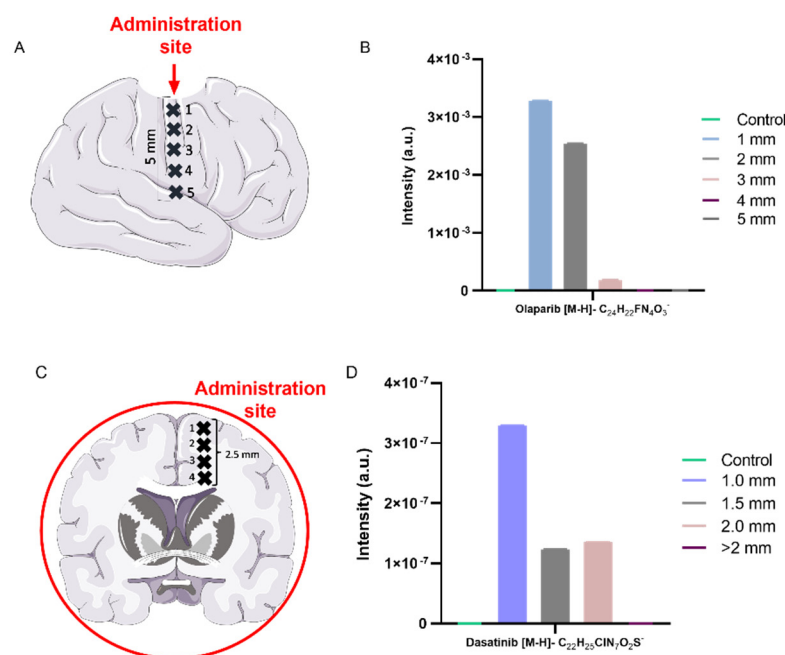 A
Administration
site
1
2
3
4
5
5 mm
B
Intensity (a.u.)
4×10⁻³
3×10⁻³
2×10⁻³
1×10⁻³
1×10⁻³
0
Olaparib [M-H]- C₂₄H₂₂FN₄O₃⁻
Control
1 mm
2 mm
3 mm
4 mm
5 mm
C
Administration
site
1
2
3
4
2.5 mm
D
Intensity (a.u.)
4×10⁻⁷
3×10⁻⁷
2×10⁻⁷
1×10⁻⁷
0
Dasatinib [M-H]- C₂₂H₂₅ClN₇O₂S⁻
Control
1.0 mm
1.5 mm
2.0 mm
>2 mm